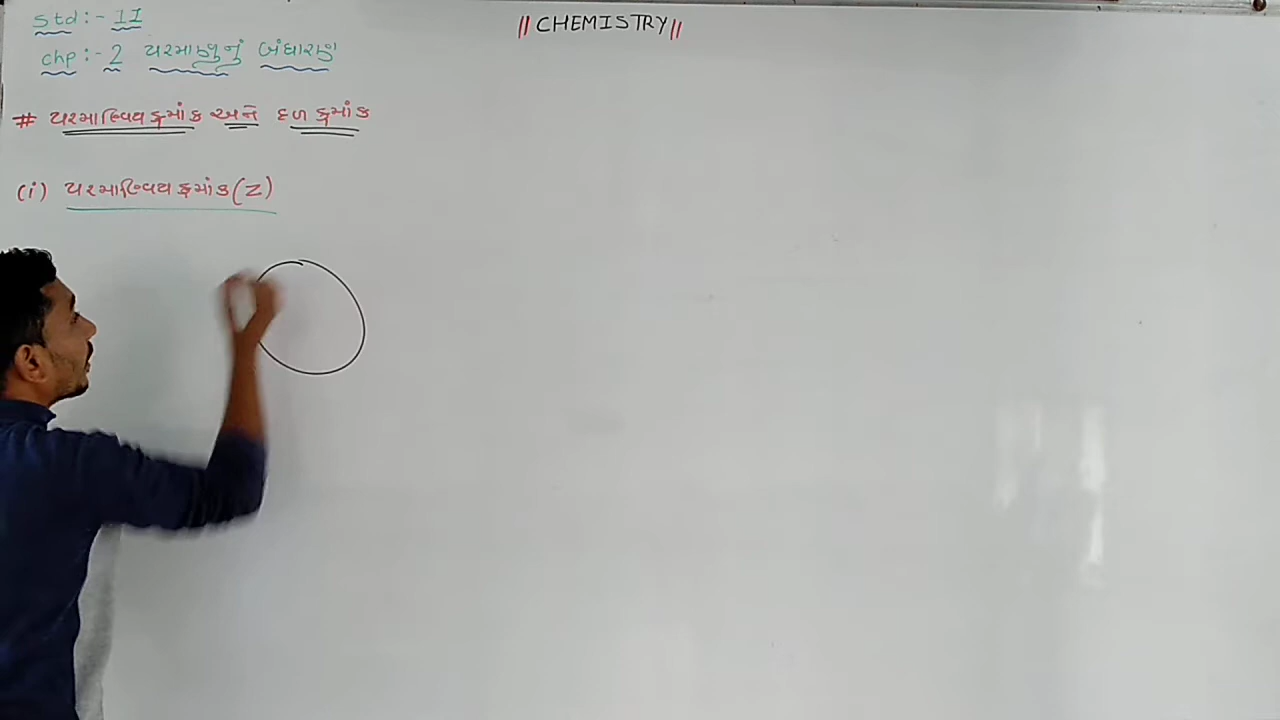 std:- 11
|| CHEMISTRY ||
chp:- 2 પરમાણુનું બંધારણ
# પરમાણ્વિય ક્રમાંક અને દળ ક્રમાંક
(i) પરમાણ્વિય ક્રમાંક (Z)